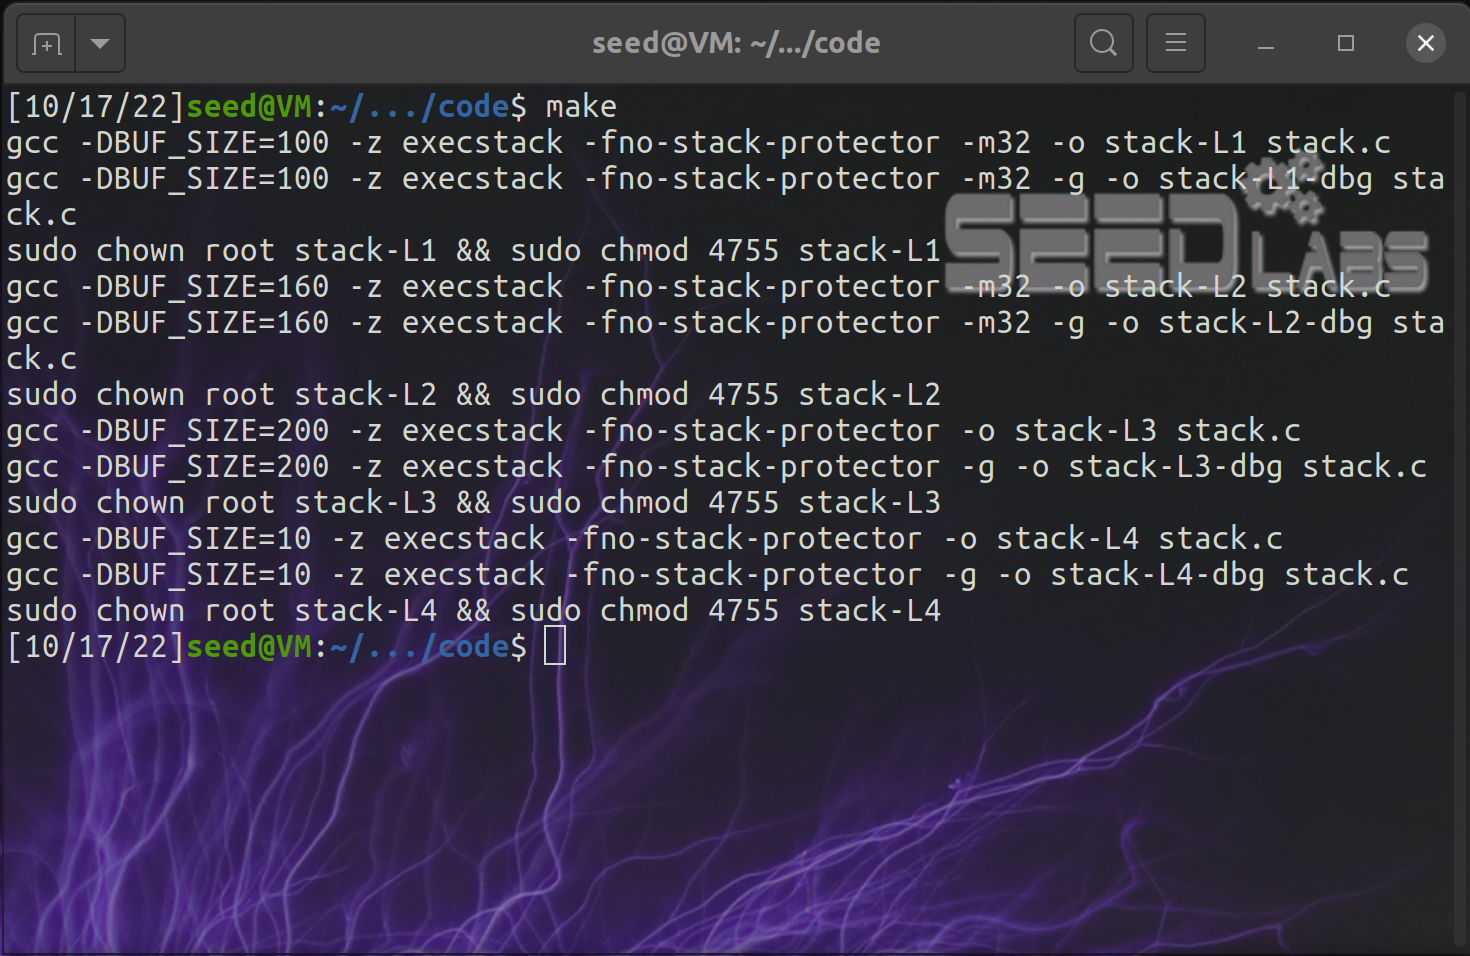 seed@VM: ~/.../code
[10/17/22]seed@VM:~/.../code$ make
gcc -DBUF_SIZE=100 -z execstack -fno-stack-protector -m32 -o stack-L1 stack.c
gcc -DBUF_SIZE=100 -z execstack -fno-stack-protector -m32 -g -o stack-L1-dbg sta
ck.c
sudo chown root stack-L1 && sudo chmod 4755 stack-L1
gcc -DBUF_SIZE=160 -z execstack -fno-stack-protector -m32 -o stack-L2 stack.c
gcc -DBUF_SIZE=160 -z execstack -fno-stack-protector -m32 -g -o stack-L2-dbg sta
ck.c
sudo chown root stack-L2 && sudo chmod 4755 stack-L2
gcc -DBUF_SIZE=200 -z execstack -fno-stack-protector -o stack-L3 stack.c
gcc -DBUF_SIZE=200 -z execstack -fno-stack-protector -g -o stack-L3-dbg stack.c
sudo chown root stack-L3 && sudo chmod 4755 stack-L3
gcc -DBUF_SIZE=10 -z execstack -fno-stack-protector -o stack-L4 stack.c
gcc -DBUF_SIZE=10 -z execstack -fno-stack-protector -g -o stack-L4-dbg stack.c
sudo chown root stack-L4 && sudo chmod 4755 stack-L4
[10/17/22]seed@VM:~/.../code$
SEED LABS